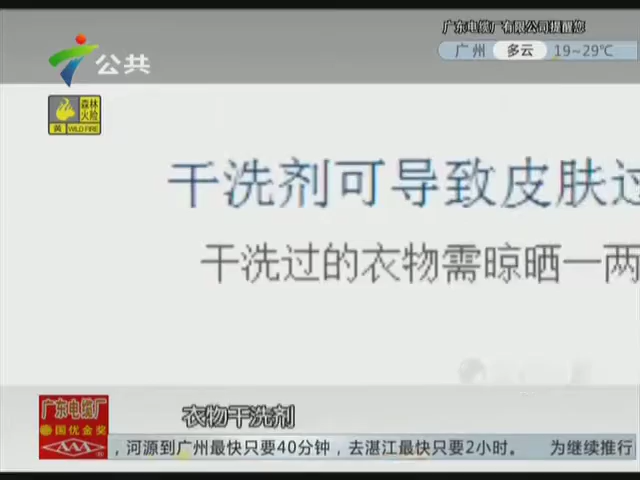 广东电缆厂有限公司提醒您
广州 多云 19~29℃
公共
森林
火险
黄 WILD FIRE
干洗剂可导致皮肤过
干洗过的衣物需晾晒一两
广东电缆厂
国优金奖
衣物干洗剂
，河源到广州最快只要40分钟，去湛江最快只要2小时。 为继续推行